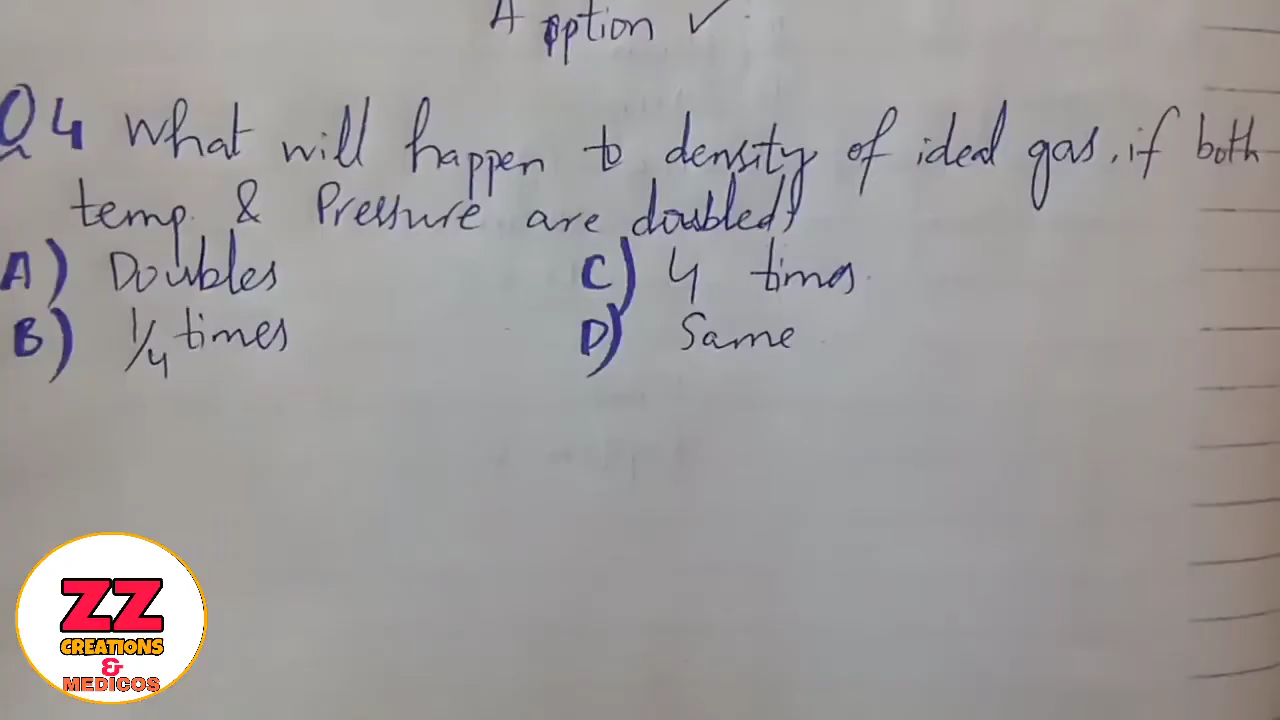 A option ✓
Q4 What will happen to density of ideal gas, if both
temp. & Pressure are doubled?
A) Doubles
C) 4 times.
B) 1/4 times
D) Same
ZZ
CREATIONS
&
MEDICOS